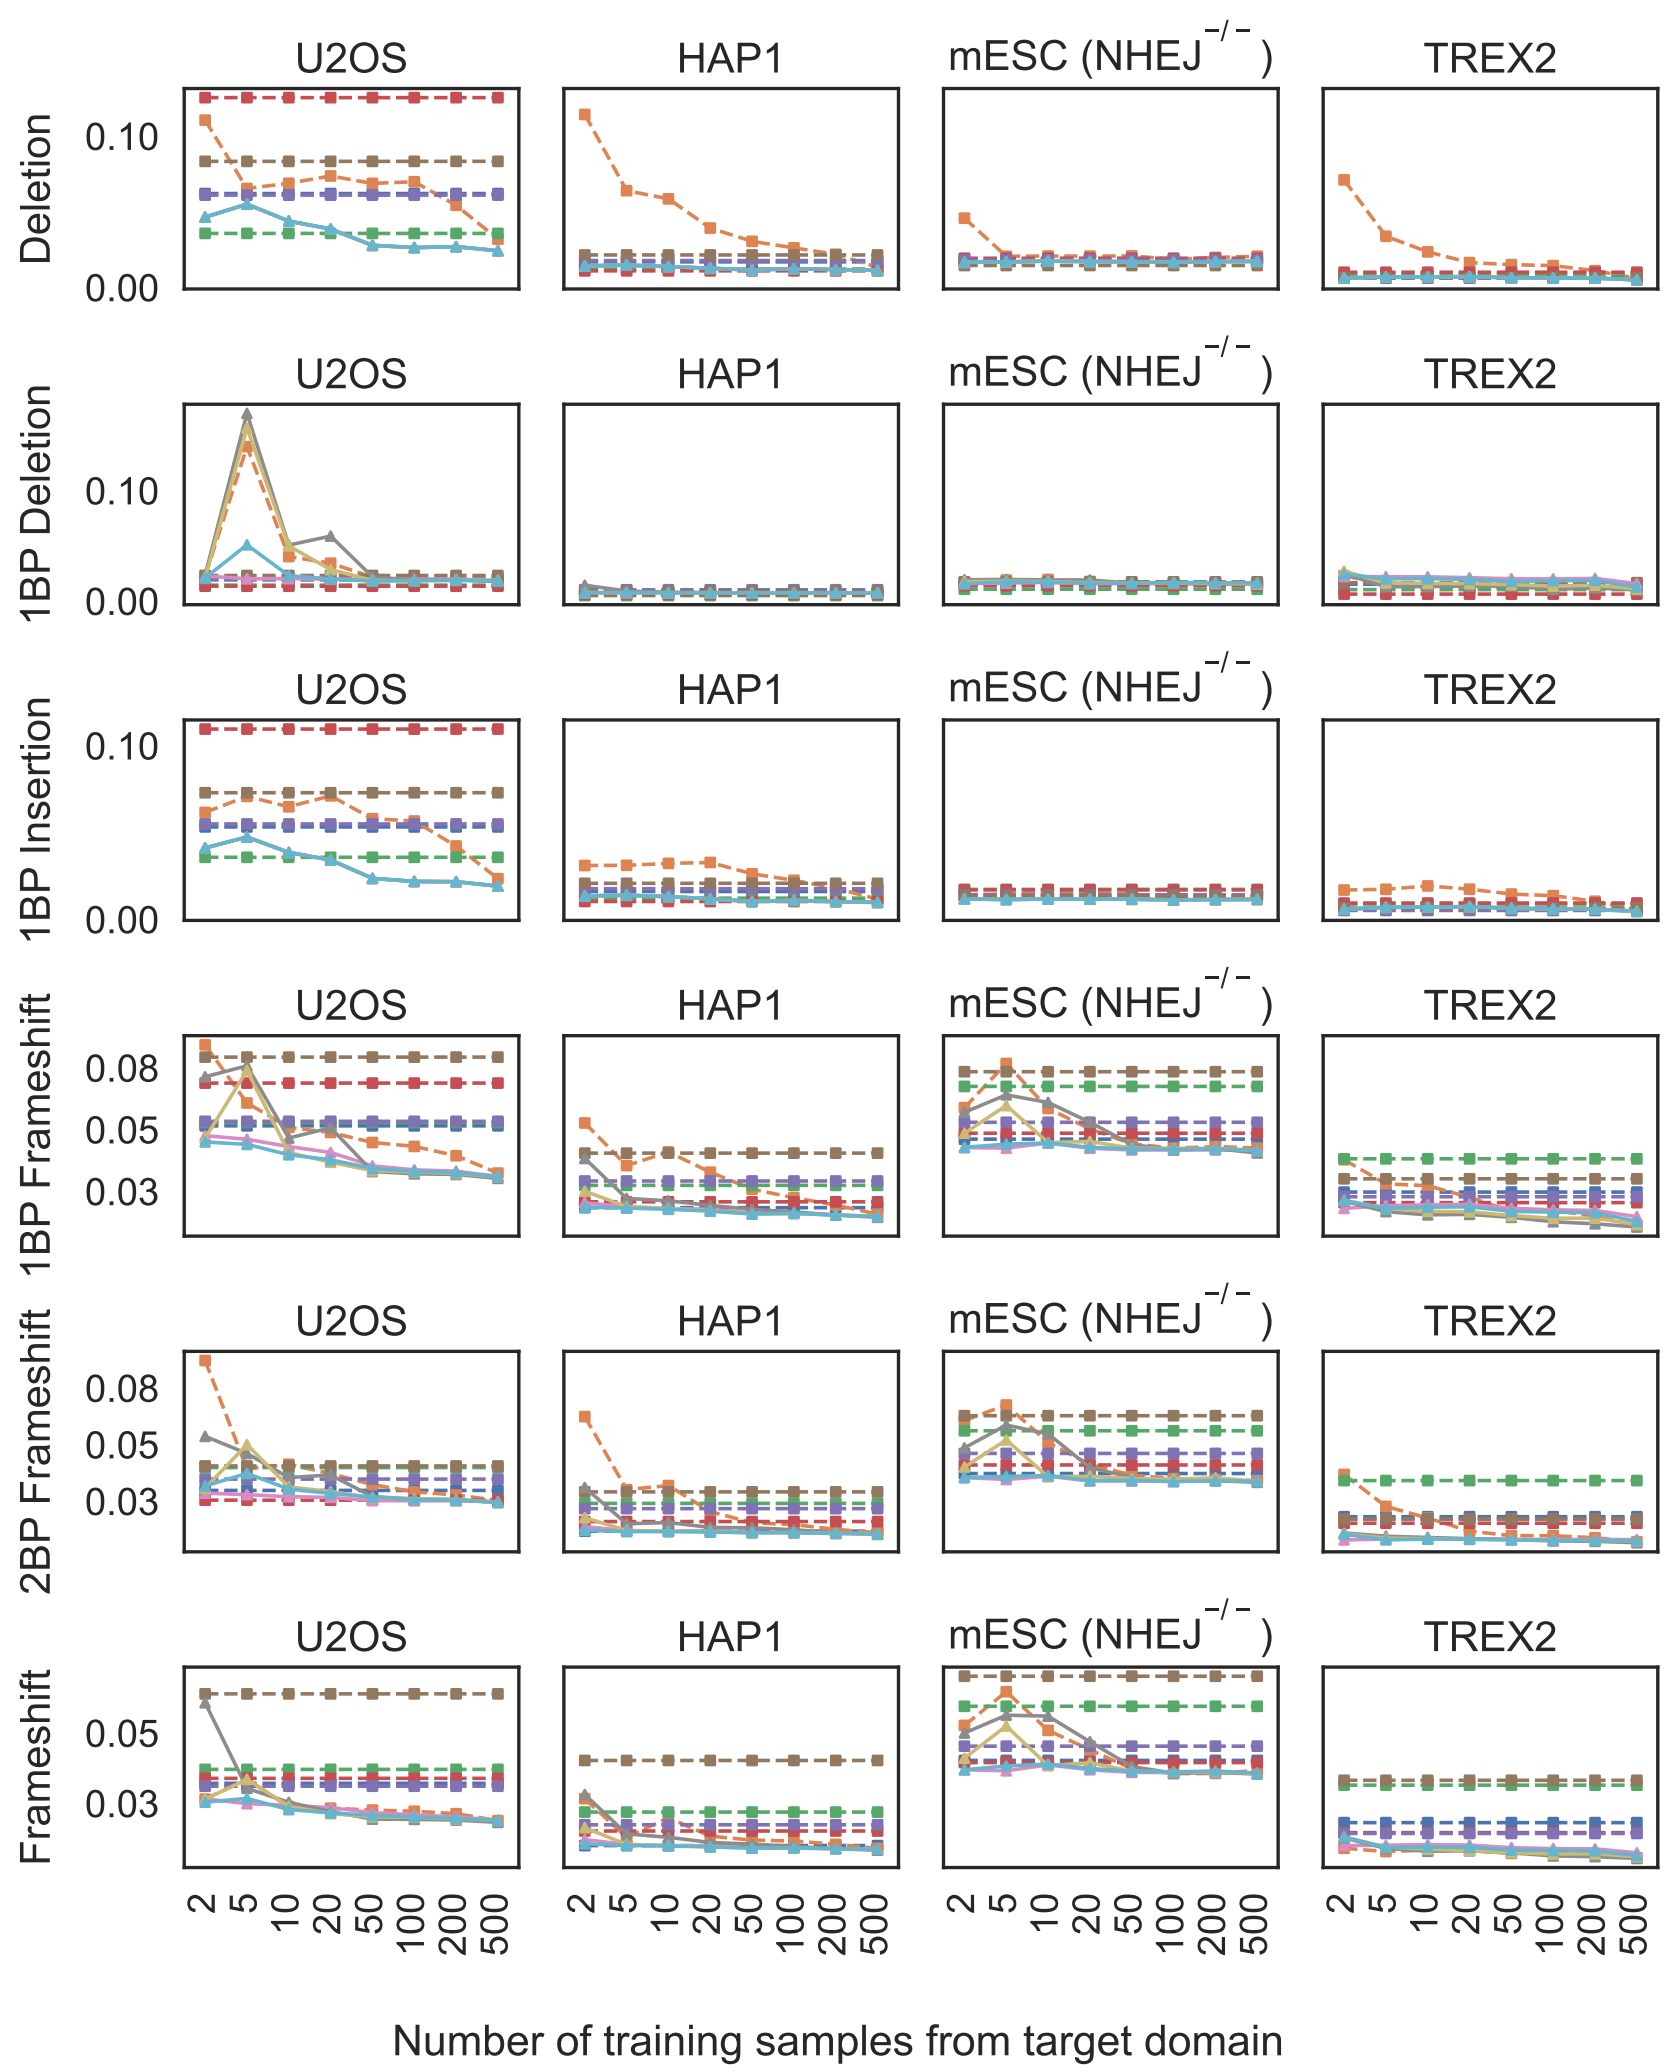 U2OS HAP1 mESC (NHEJ−/−) TREX2
Deletion
0.10
0.00
U2OS HAP1 mESC (NHEJ−/−) TREX2
1BP Deletion
0.10
0.00
U2OS HAP1 mESC (NHEJ−/−) TREX2
1BP Insertion
0.10
0.00
U2OS HAP1 mESC (NHEJ−/−) TREX2
1BP Frameshift
0.08
0.05
0.03
U2OS HAP1 mESC (NHEJ−/−) TREX2
2BP Frameshift
0.08
0.05
0.03
U2OS HAP1 mESC (NHEJ−/−) TREX2
Frameshift
0.05
0.03
2 5 10 20 50 100 200 500 2 5 10 20 50 100 200 500 2 5 10 20 50 100 200 500 2 5 10 20 50 100 200 500
Number of training samples from target domain